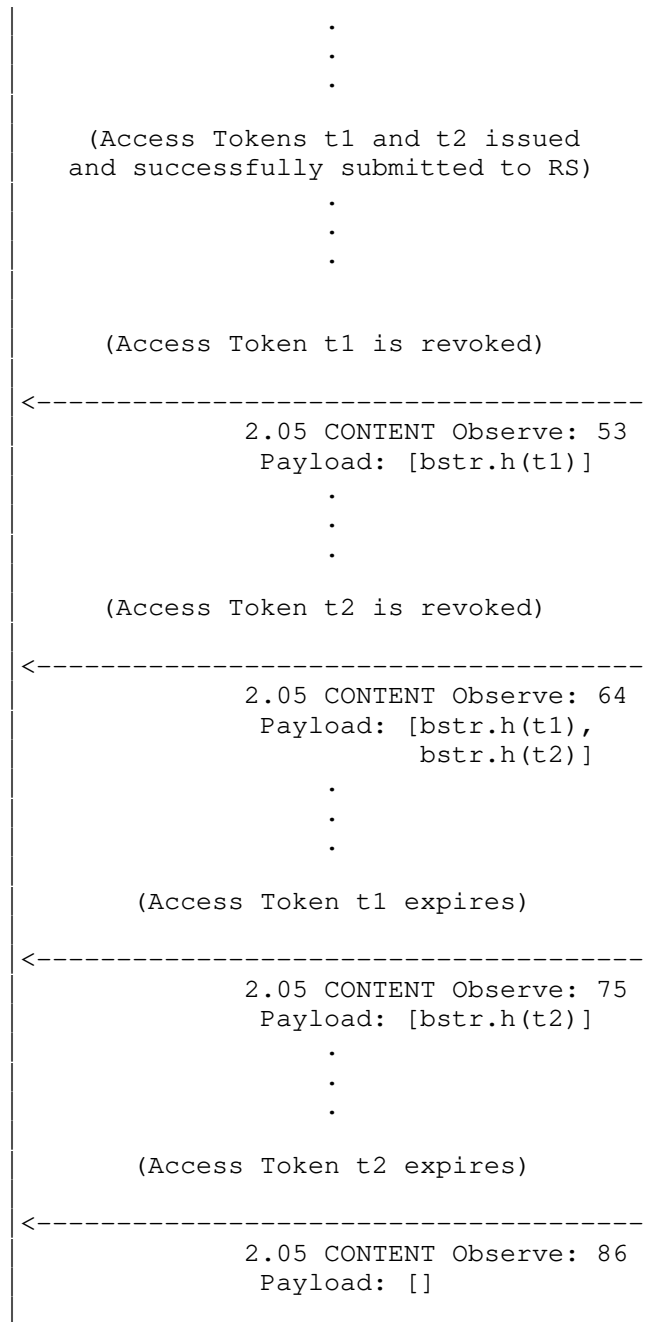 .
.
.
(Access Tokens t1 and t2 issued
and successfully submitted to RS)
.
.
.
(Access Token t1 is revoked)
<---------------------------------------
2.05 CONTENT Observe: 53
Payload: [bstr.h(t1)]
.
.
.
(Access Token t2 is revoked)
<---------------------------------------
2.05 CONTENT Observe: 64
Payload: [bstr.h(t1),
bstr.h(t2)]
.
.
.
(Access Token t1 expires)
<---------------------------------------
2.05 CONTENT Observe: 75
Payload: [bstr.h(t2)]
.
.
.
(Access Token t2 expires)
<---------------------------------------
2.05 CONTENT Observe: 86
Payload: []